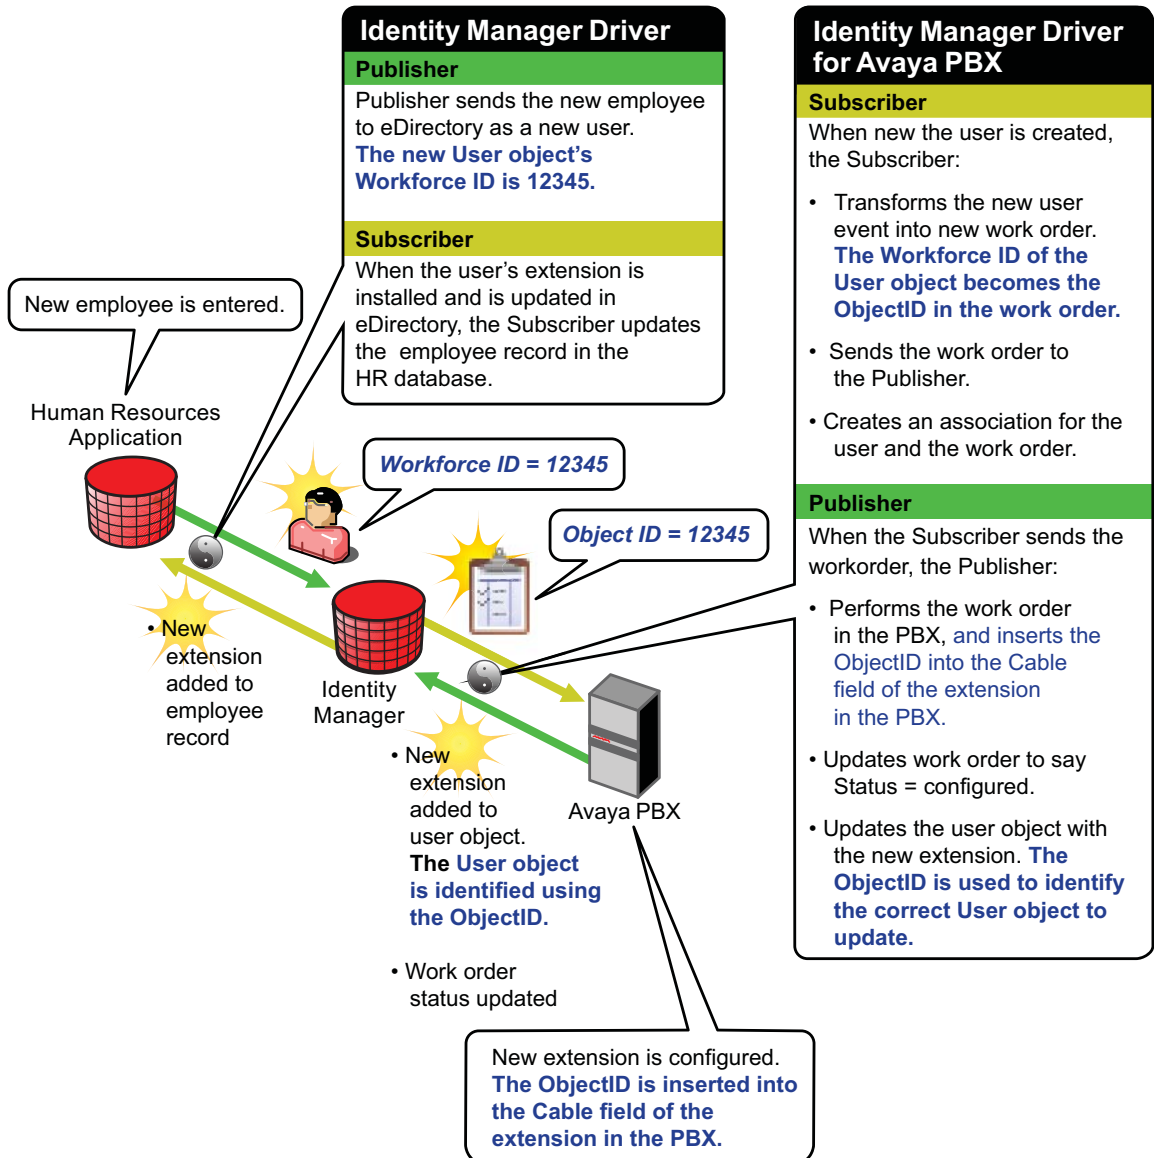 Identity Manager Driver
Publisher
Publisher sends the new employee
to eDirectory as a new user.
The new User object's
Workforce ID is 12345.
Subscriber
When the user's extension is
installed and is updated in
eDirectory, the Subscriber updates
the employee record in the
HR database.
Identity Manager Driver
for Avaya PBX
Subscriber
When new the user is created,
the Subscriber:
• Transforms the new user
event into new work order.
The Workforce ID of the
User object becomes the
ObjectID in the work order.
• Sends the work order to
the Publisher.
• Creates an association for the
user and the work order.
Publisher
When the Subscriber sends the
workorder, the Publisher:
• Performs the work order
in the PBX, and inserts the
ObjectID into the Cable
field of the extension
in the PBX.
• Updates work order to say
Status = configured.
• Updates the user object with
the new extension. The
ObjectID is used to identify
the correct User object to
update.
New employee is entered.
Human Resources
Application
Workforce ID = 12345
Object ID = 12345
• New
extension
added to
employee
record
Identity
Manager
• New
extension
added to
user object.
The User object
is identified using
the ObjectID.
• Work order
status updated
Avaya PBX
New extension is configured.
The ObjectID is inserted into
the Cable field of the
extension in the PBX.